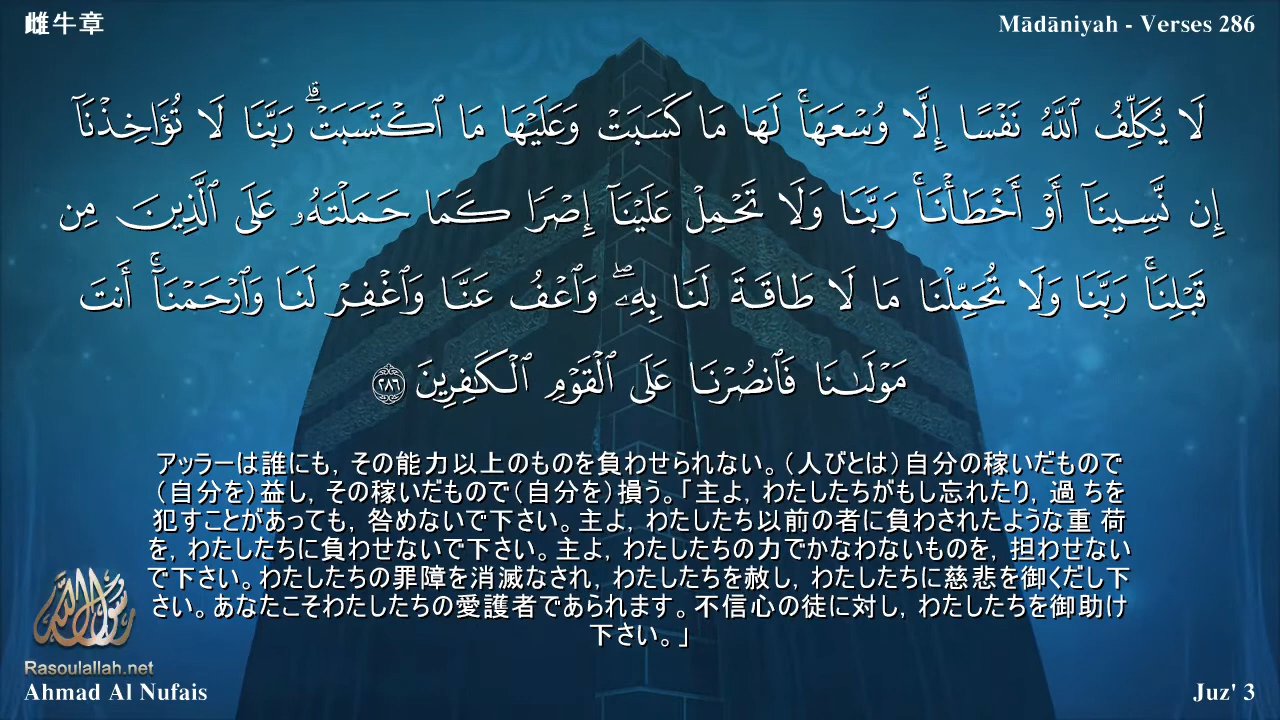 雌牛章
Mādāniyah - Verses 286
لَا يُكَلِّفُ ٱللَّهُ نَفْسًا إِلَّا وُسْعَهَاۚ لَهَا مَا كَسَبَتْ وَعَلَيْهَا مَا ٱكْتَسَبَتْۗ رَبَّنَا لَا تُؤَاخِذْنَآ
إِن نَّسِينَآ أَوْ أَخْطَأْنَاۚ رَبَّنَا وَلَا تَحْمِلْ عَلَيْنَآ إِصْرًا كَمَا حَمَلْتَهُۥ عَلَى ٱلَّذِينَ مِن
قَبْلِنَاۚ رَبَّنَا وَلَا تُحَمِّلْنَا مَا لَا طَاقَةَ لَنَا بِهِۦۖ وَٱعْفُ عَنَّا وَٱغْفِرْ لَنَا وَٱرْحَمْنَآۚ أَنتَ
مَوْلَىٰنَا فَٱنصُرْنَا عَلَى ٱلْقَوْمِ ٱلْكَٰفِرِينَ ٢٨٦
アッラーは誰にも, その能力以上のものを負わせられない。（人びとは）自分の稼いだもので
（自分を）益し, その稼いだもので（自分を）損う。「主よ, わたしたちがもし忘れたり, 過 ちを
犯すことがあっても, 咎めないで下さい。主よ, わたしたち以前の者に負わされたような重 荷
を, わたしたちに負わせないで下さい。主よ, わたしたちの力でかなわないものを, 担わせない
で下さい。わたしたちの罪障を消滅なされ, わたしたちを赦し, わたしたちに慈悲を御くだし下
さい。あなたこそわたしたちの愛護者であられます。不信心の徒に対し, わたしたちを御助け
下さい。」
رسول الله
Rasoulallah.net
Ahmad Al Nufais
Juz' 3